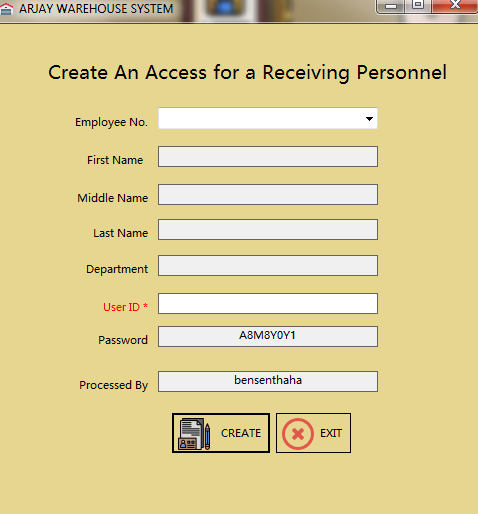 ARJAY WAREHOUSE SYSTEM
Create An Access for a Receiving Personnel
Employee No.
First Name
Middle Name
Last Name
Department
User ID *
Password A8M8Y0Y1
Processed By bensenthaha
CREATE EXIT